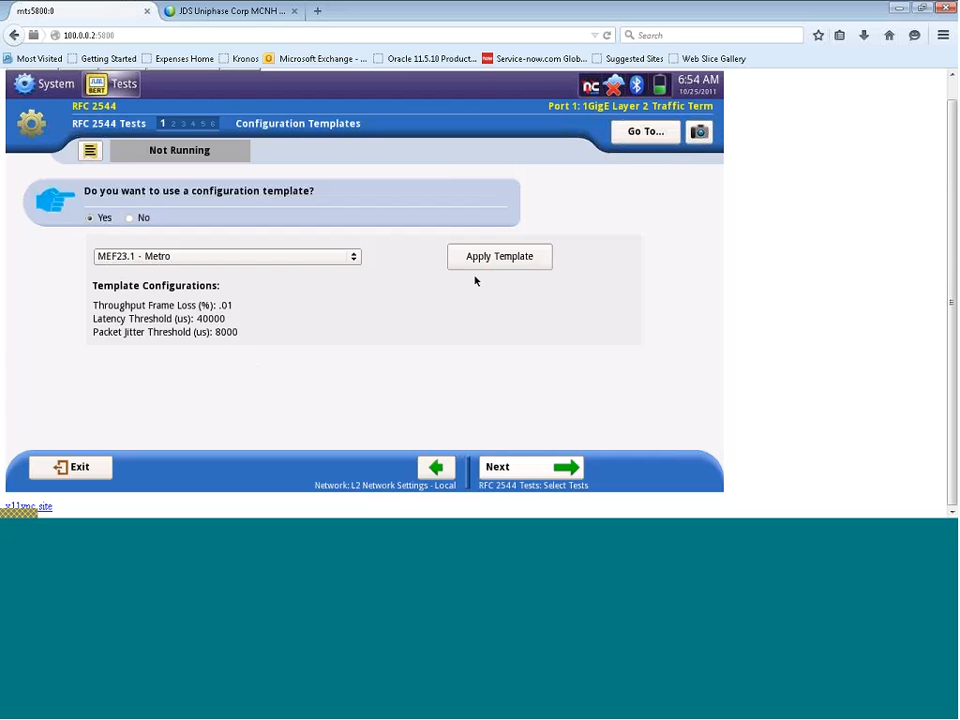 mts5800:0
JDS Uniphase Corp MCNH ...
100.0.0.2:5800
Search
Most Visited Getting Started Expenses Home Kronos Microsoft Exchange - ... Oracle 11.5.10 Product... Service-now.com Glob... Suggested Sites Web Slice Gallery
System Tests
6:54 AM
10/25/2011
RFC 2544
Port 1: 1GigE Layer 2 Traffic Term
RFC 2544 Tests 1 2 3 4 5 6 Configuration Templates
Go To...
Not Running
Do you want to use a configuration template?
Yes No
MEF23.1 - Metro
Apply Template
Template Configurations:
Throughput Frame Loss (%): .01
Latency Threshold (us): 40000
Packet Jitter Threshold (us): 8000
Exit
Next
Network: L2 Network Settings - Local
RFC 2544 Tests: Select Tests
site